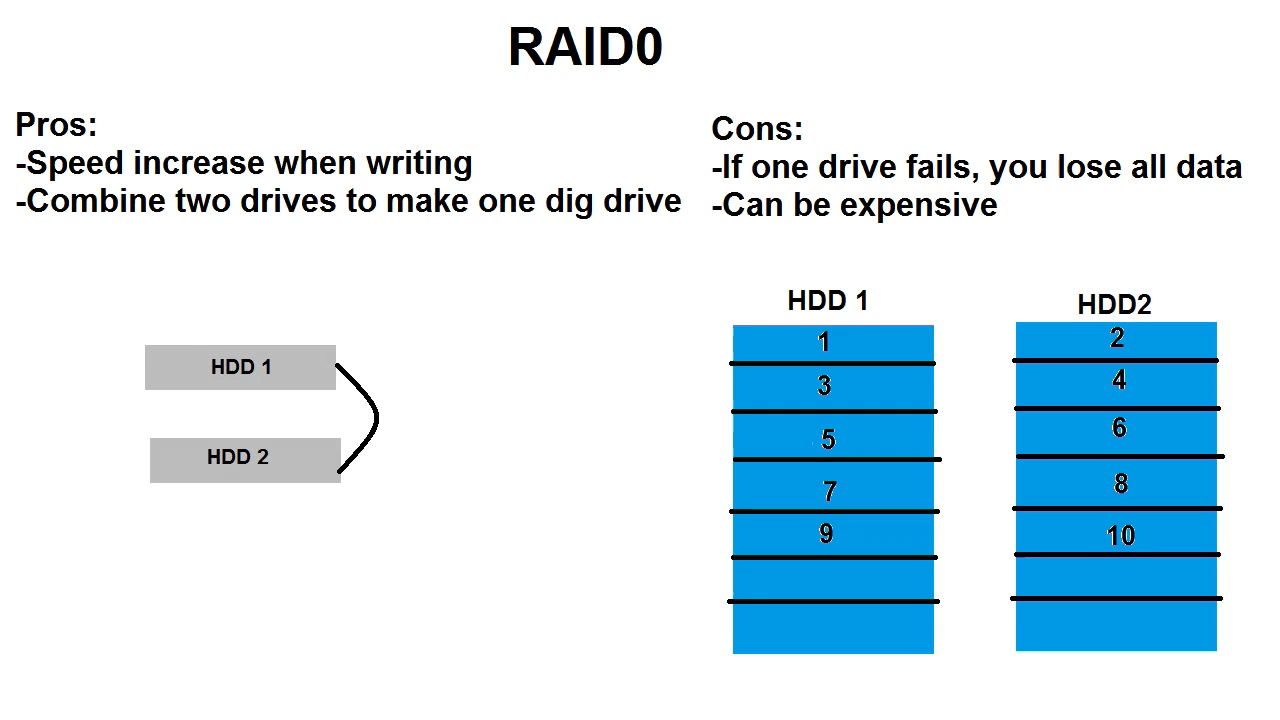 RAID0
Pros:
-Speed increase when writing
-Combine two drives to make one dig drive
Cons:
-If one drive fails, you lose all data
-Can be expensive
HDD 1
HDD 2
HDD 1
1
3
5
7
9
HDD2
2
4
6
8
10